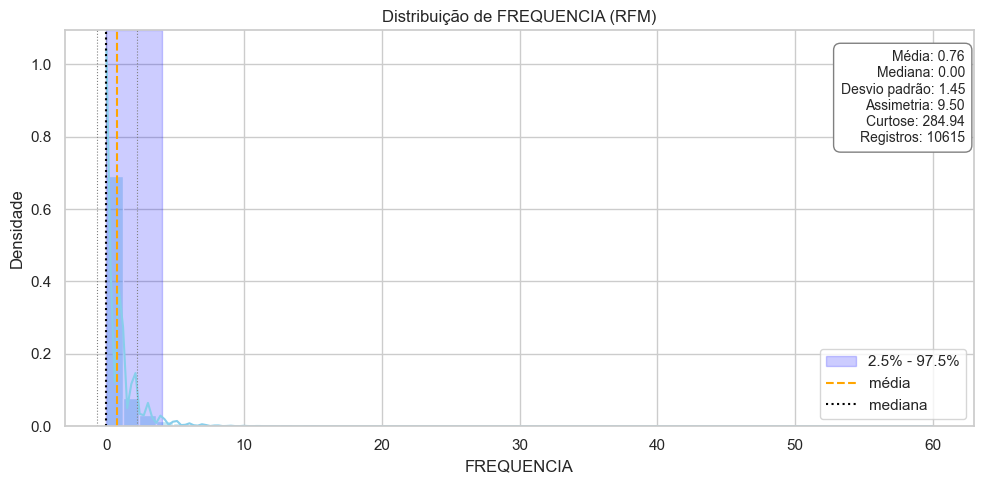 Distribuição de FREQUENCIA (RFM)
Média: 0.76
Mediana: 0.00
Desvio padrão: 1.45
Assimetria: 9.50
Curtose: 284.94
Registros: 10615
Densidade
1.0
0.8
0.6
0.4
0.2
0.0
2.5% - 97.5%
média
mediana
0 10 20 30 40 50 60
FREQUENCIA